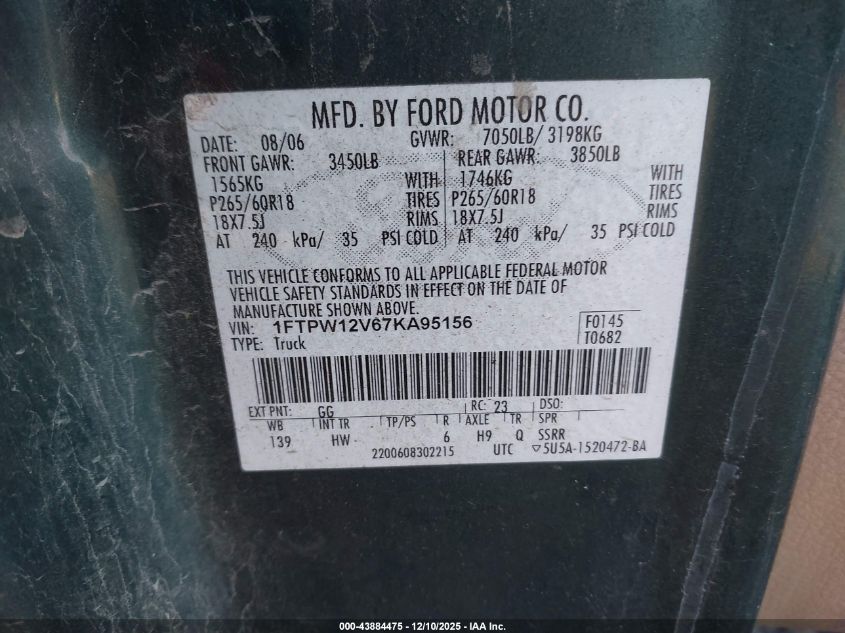 MFD. BY FORD MOTOR CO.
DATE: 08/06 GVWR: 7050LB/ 3198KG
FRONT GAWR: 3450LB REAR GAWR: 3850LB
1565KG WITH 1746KG WITH
P265/60R18 TIRES P265/60R18 TIRES
18X7.5J RIMS 18X7.5J RIMS
AT 240 kPa/ 35 PSI COLD AT 240 kPa/ 35 PSI COLD
THIS VEHICLE CONFORMS TO ALL APPLICABLE FEDERAL MOTOR
VEHICLE SAFETY STANDARDS IN EFFECT ON THE DATE OF
MANUFACTURE SHOWN ABOVE.
VIN: 1FTPW12V67KA95156 F0145
TYPE: Truck T0682
EXT PNT: GG RC: 23 DSO:
WB INT TR TP/PS R AXLE TR SPR
139 HW 6 H9 Q SSRR
2200608302215 UTC ▽5U5A-1520472-BA
000-43884475 - 12/10/2025 - IAA Inc.